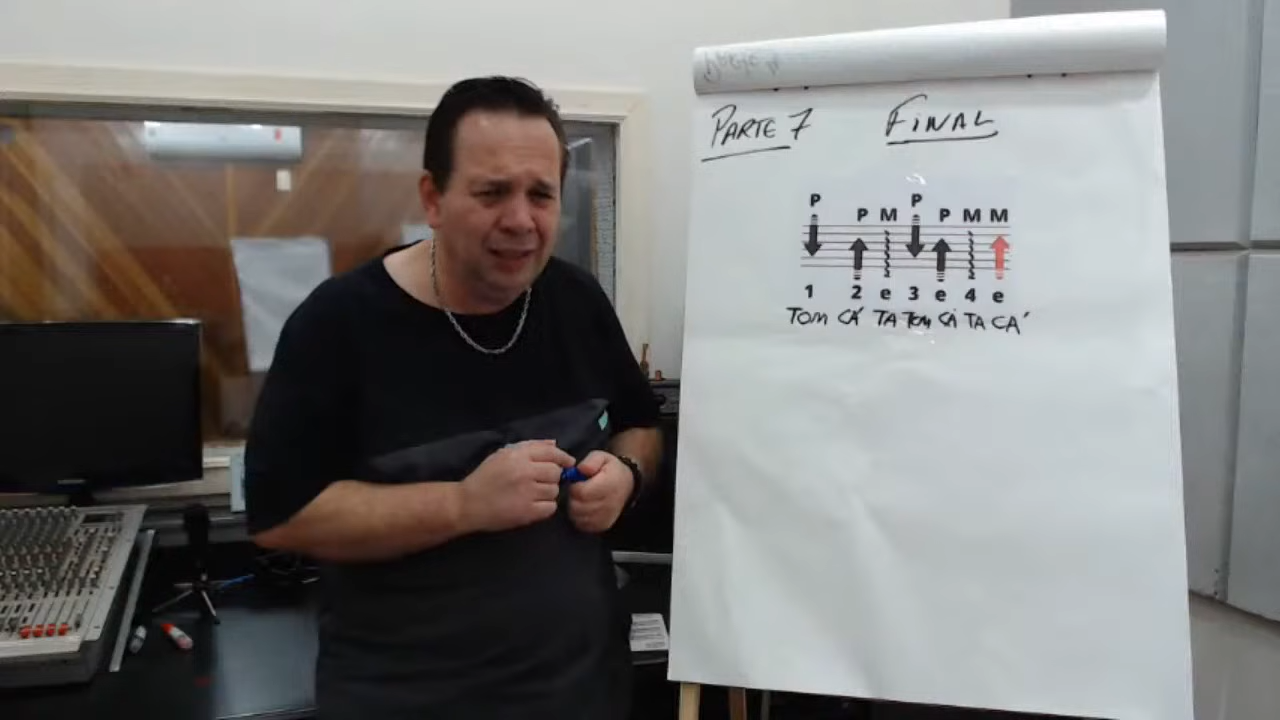 PARTE 7 FINAL
P P M P P M M
1 2 e 3 e 4 e
TOM CÁ TA TOM CÁ TA CÁ